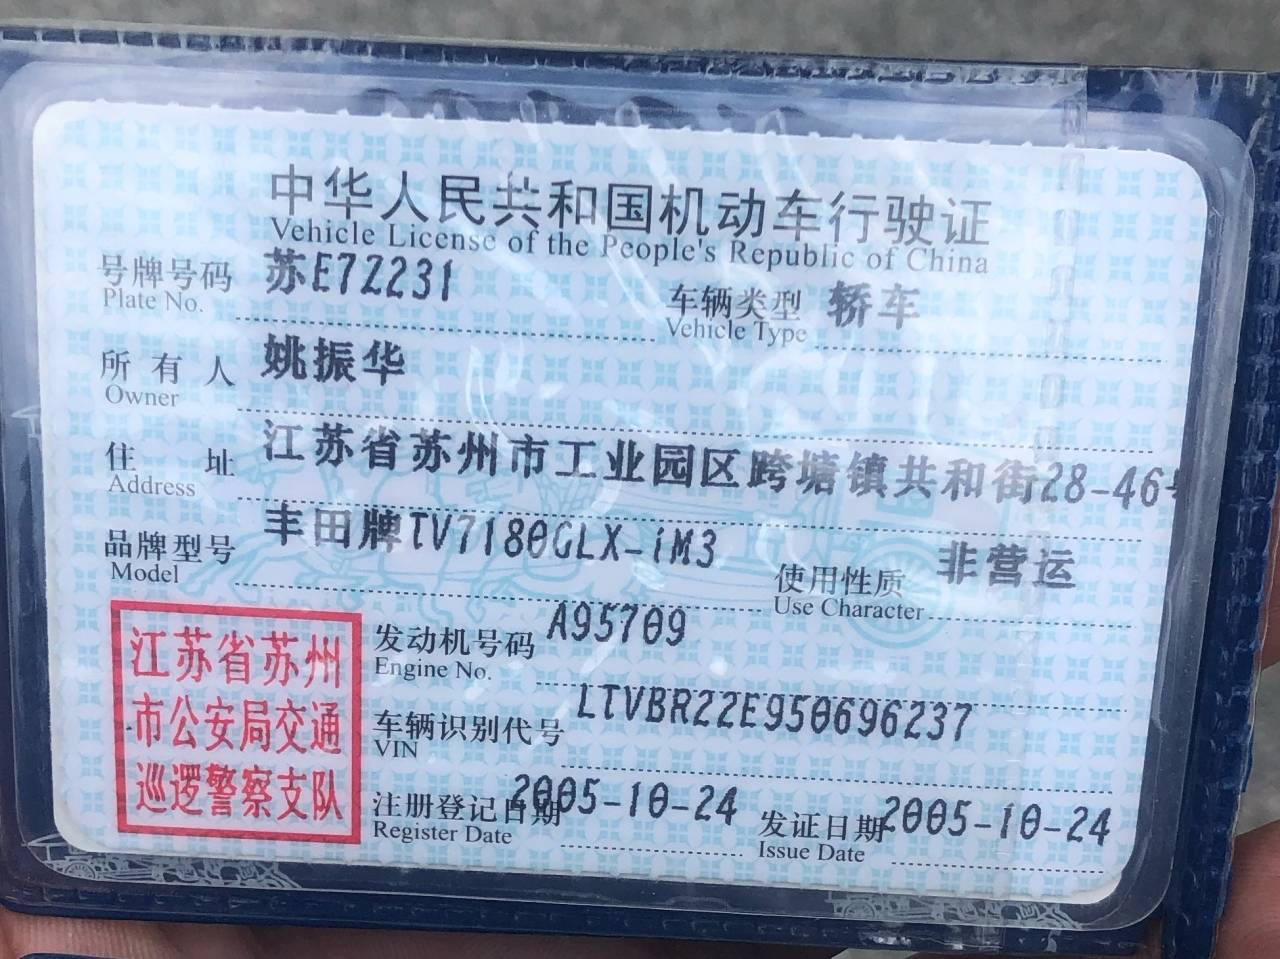 中华人民共和国机动车行驶证
Vehicle License of the People's Republic of China
号牌号码 苏E7Z231 车辆类型 轿车
Plate No. Vehicle Type
所有人 姚振华
Owner
住址 江苏省苏州市工业园区跨塘镇共和街28-46
Address
品牌型号 丰田牌TV7180GLX-iM3 使用性质 非营运
Model Use Character
发动机号码 A95709
Engine No.
车辆识别代号 LTVBR22E950696237
VIN
注册登记日期 2005-10-24 发证日期 2005-10-24
Register Date Issue Date
江苏省苏州
市公安局交通
巡逻警察支队